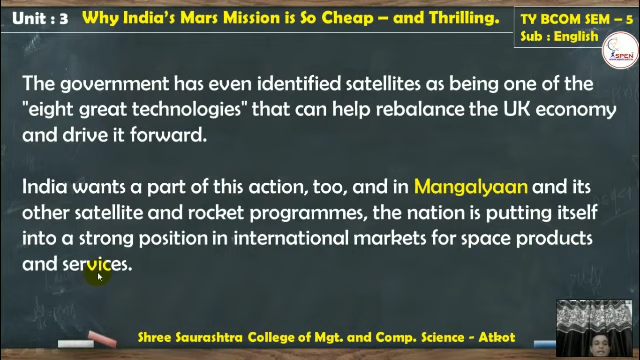 Unit : 3 Why India's Mars Mission is So Cheap – and Thrilling.
TY BCOM SEM – 5
Sub : English
SPEN
The government has even identified satellites as being one of the
"eight great technologies" that can help rebalance the UK economy
and drive it forward.
India wants a part of this action, too, and in Mangalyaan and its
other satellite and rocket programmes, the nation is putting itself
into a strong position in international markets for space products
and services.
Shree Saurashtra College of Mgt. and Comp. Science - Atkot